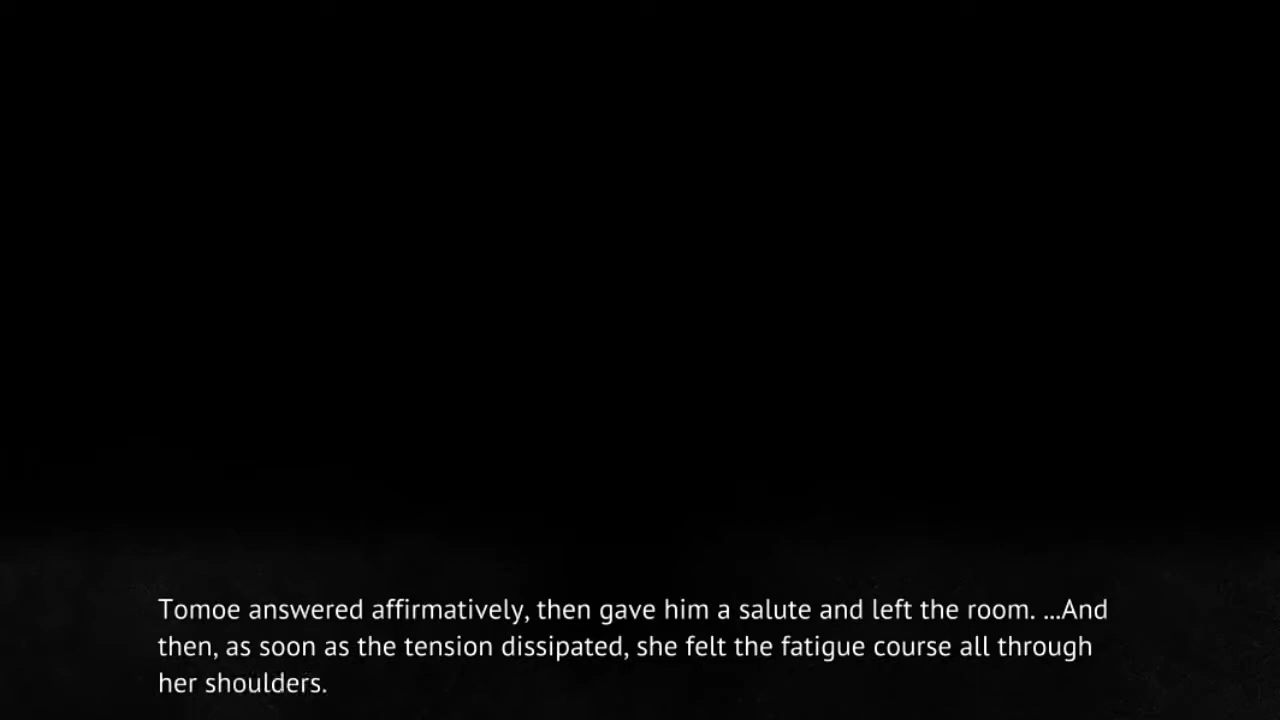 Tomoe answered affirmatively, then gave him a salute and left the room. ...And
then, as soon as the tension dissipated, she felt the fatigue course all through
her shoulders.